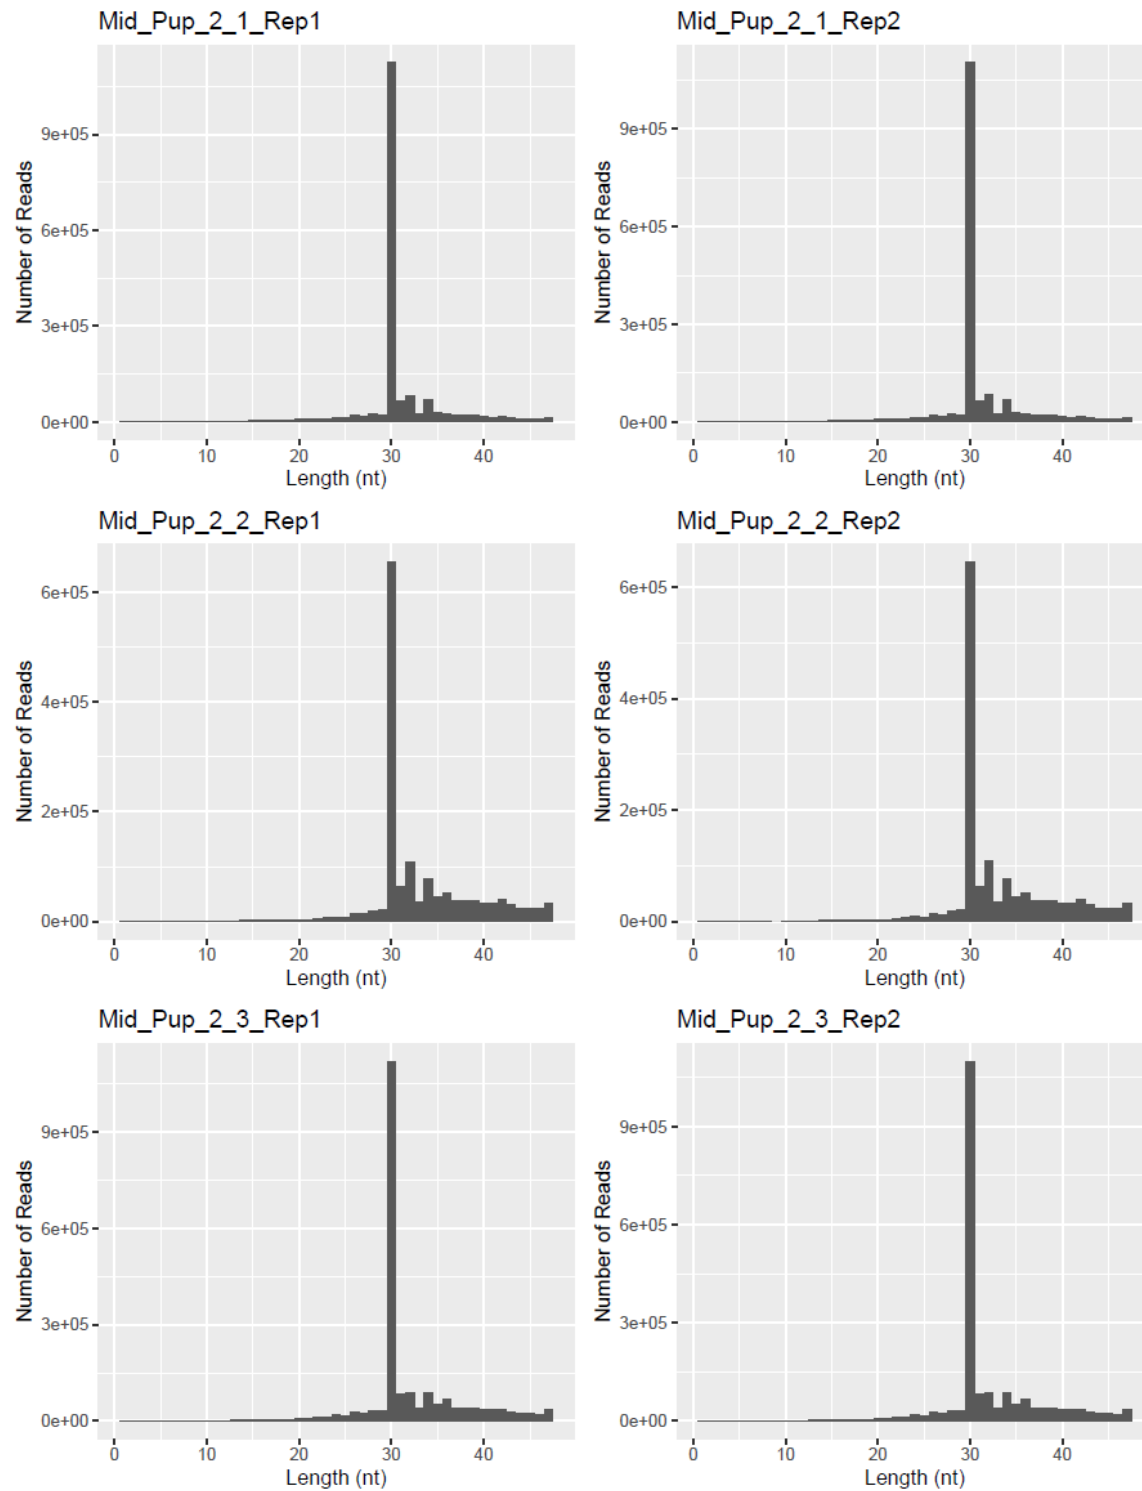 Mid_Pup_2_1_Rep1
Number of Reads
9e+05
6e+05
3e+05
0e+00
0 10 20 30 40
Length (nt)
Mid_Pup_2_1_Rep2
Number of Reads
9e+05
6e+05
3e+05
0e+00
0 10 20 30 40
Length (nt)
Mid_Pup_2_2_Rep1
Number of Reads
6e+05
4e+05
2e+05
0e+00
0 10 20 30 40
Length (nt)
Mid_Pup_2_2_Rep2
Number of Reads
6e+05
4e+05
2e+05
0e+00
0 10 20 30 40
Length (nt)
Mid_Pup_2_3_Rep1
Number of Reads
9e+05
6e+05
3e+05
0e+00
0 10 20 30 40
Length (nt)
Mid_Pup_2_3_Rep2
Number of Reads
9e+05
6e+05
3e+05
0e+00
0 10 20 30 40
Length (nt)